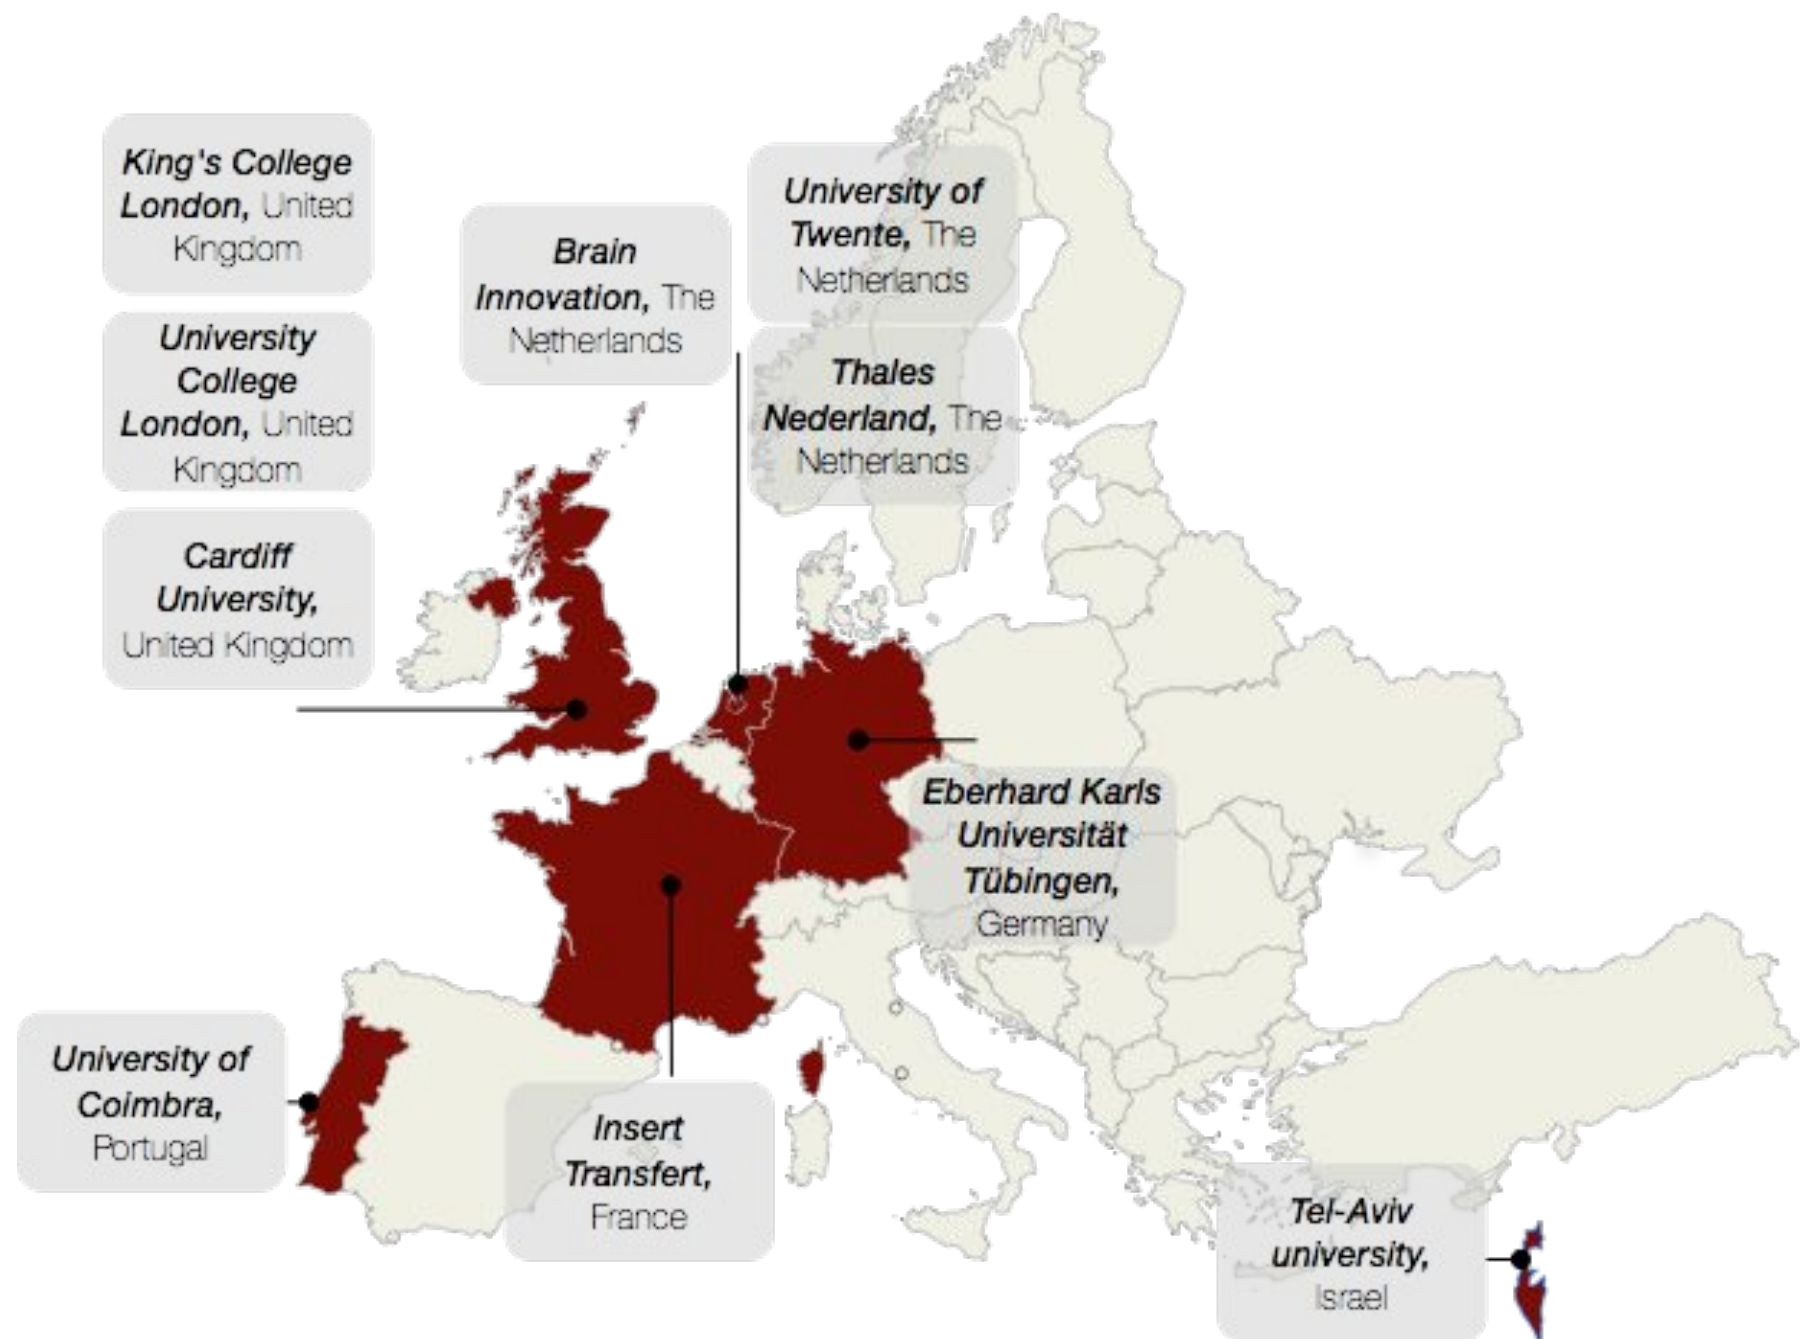 King's College
London, United
Kingdom
University
College
London, United
Kingdom
Cardiff
University,
United Kingdom
Brain
Innovation, The
Netherlands
University of
Twente, The
Netherlands
Thales
Nederland, The
Netherlands
Eberhard Karls
Universität
Tübingen,
Germany
University of
Coimbra,
Portugal
Insert
Transfert,
France
Tel-Aviv
university,
Israel